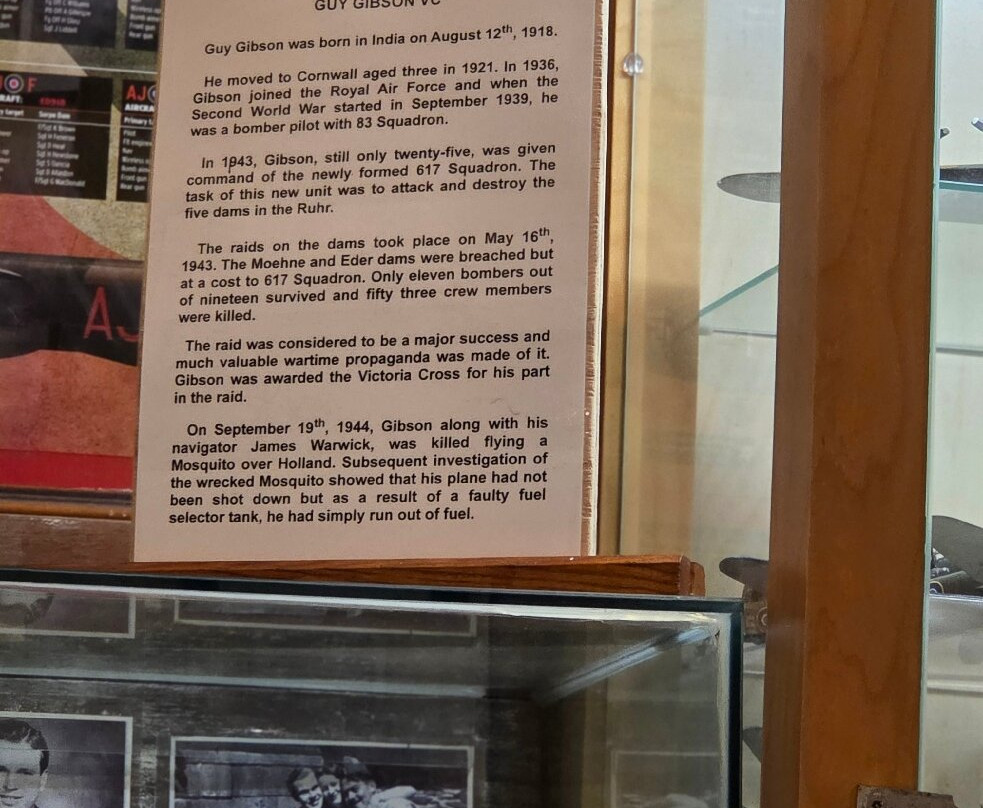 GUY GIBSON VC
Guy Gibson was born in India on August 12th, 1918.
He moved to Cornwall aged three in 1921. In 1936,
Gibson joined the Royal Air Force and when the
Second World War started in September 1939, he
was a bomber pilot with 83 Squadron.
In 1943, Gibson, still only twenty-five, was given
command of the newly formed 617 Squadron. The
task of this new unit was to attack and destroy the
five dams in the Ruhr.
The raids on the dams took place on May 16th,
1943. The Moehne and Eder dams were breached but
at a cost to 617 Squadron. Only eleven bombers out
of nineteen survived and fifty three crew members
were killed.
The raid was considered to be a major success and
much valuable wartime propaganda was made of it.
Gibson was awarded the Victoria Cross for his part
in the raid.
On September 19th, 1944, Gibson along with his
navigator James Warwick, was killed flying a
Mosquito over Holland. Subsequent investigation of
the wrecked Mosquito showed that his plane had not
been shot down but as a result of a faulty fuel
selector tank, he had simply run out of fuel.
F
AJ
Sorpe Dam
Pilot
AJ